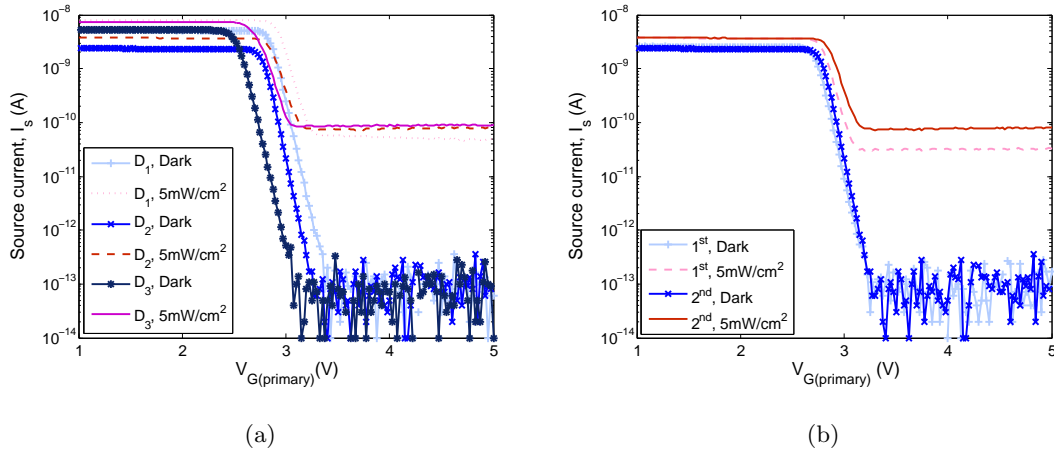 10^-8
10^-9
10^-10
10^-11
10^-12
10^-13
10^-14
Source current, I_s (A)
D_1, Dark
D_1, 5mW/cm^2
D_2, Dark
D_2, 5mW/cm^2
D_3, Dark
D_3, 5mW/cm^2
1 2 3 4 5
V_G(primary) (V)
(a)
10^-8
10^-9
10^-10
10^-11
10^-12
10^-13
10^-14
Source current, I_s (A)
1^st, Dark
1^st, 5mW/cm^2
2^nd, Dark
2^nd, 5mW/cm^2
1 2 3 4 5
V_G(primary) (V)
(b)